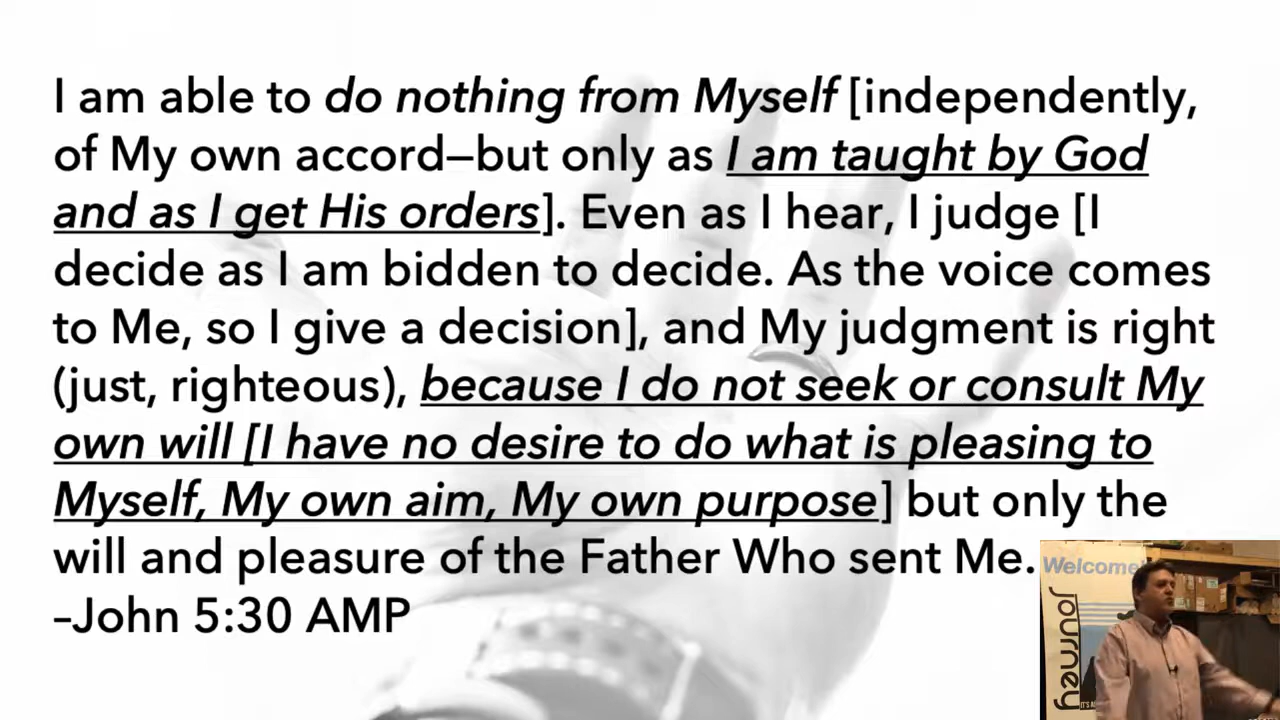 I am able to do nothing from Myself [independently,
of My own accord—but only as I am taught by God
and as I get His orders]. Even as I hear, I judge [I
decide as I am bidden to decide. As the voice comes
to Me, so I give a decision], and My judgment is right
(just, righteous), because I do not seek or consult My
own will [I have no desire to do what is pleasing to
Myself, My own aim, My own purpose] but only the
will and pleasure of the Father Who sent Me.
–John 5:30 AMP
Welcome
Journey